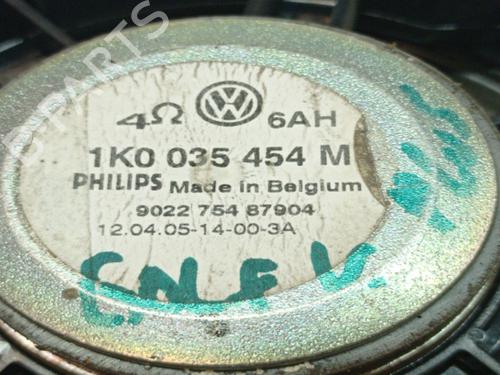 B-PARTS
4Ω VW 6AH
1K0 035 454 M
PHILIPS Made in Belgium
9022 754 87904
12.04.05-14-00-3A